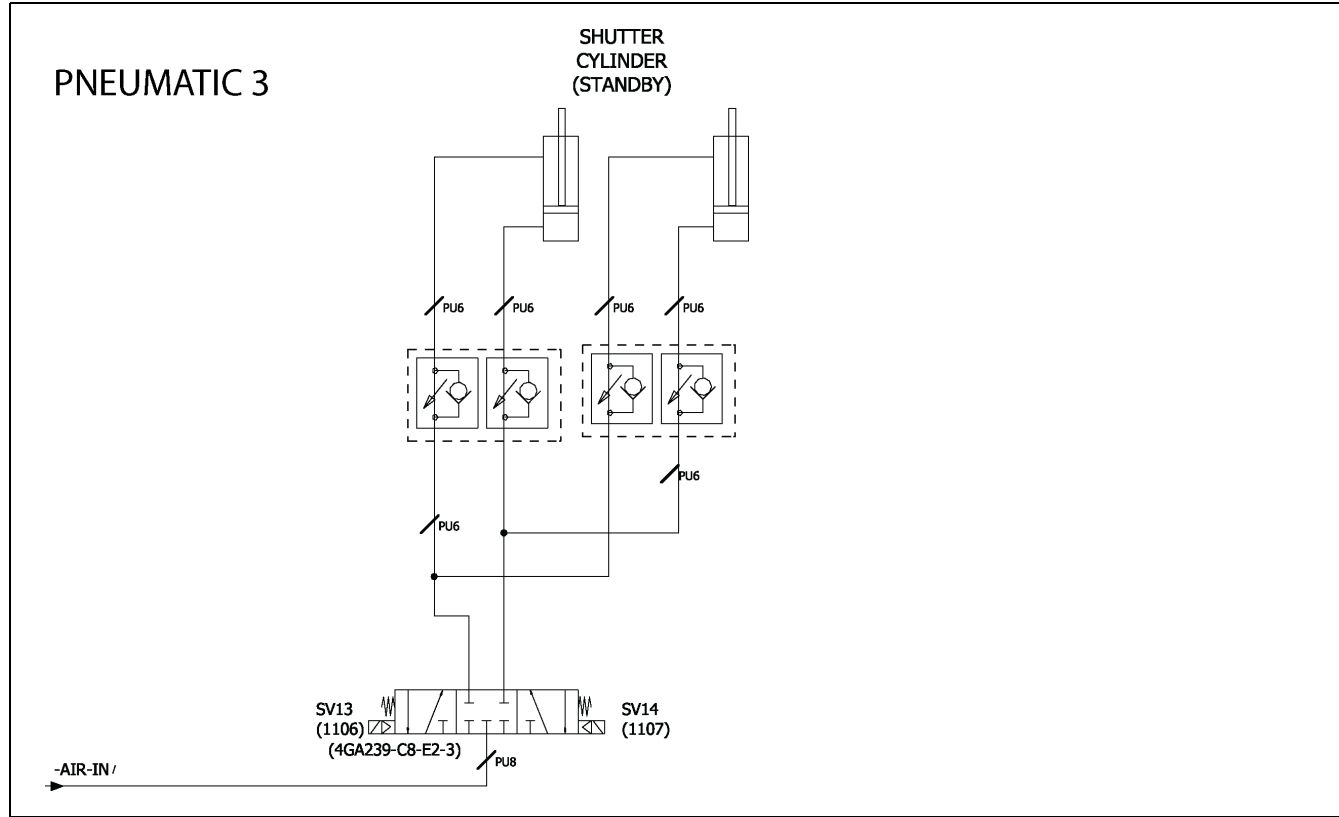 SHUTTER
CYLINDER
(STANDBY)
PNEUMATIC 3
PU6
PU6
PU6
PU6
PU6
PU6
SV13
(1106)
(4GA239-C8-E2-3)
SV14
(1107)
PU8
-AIR-IN /